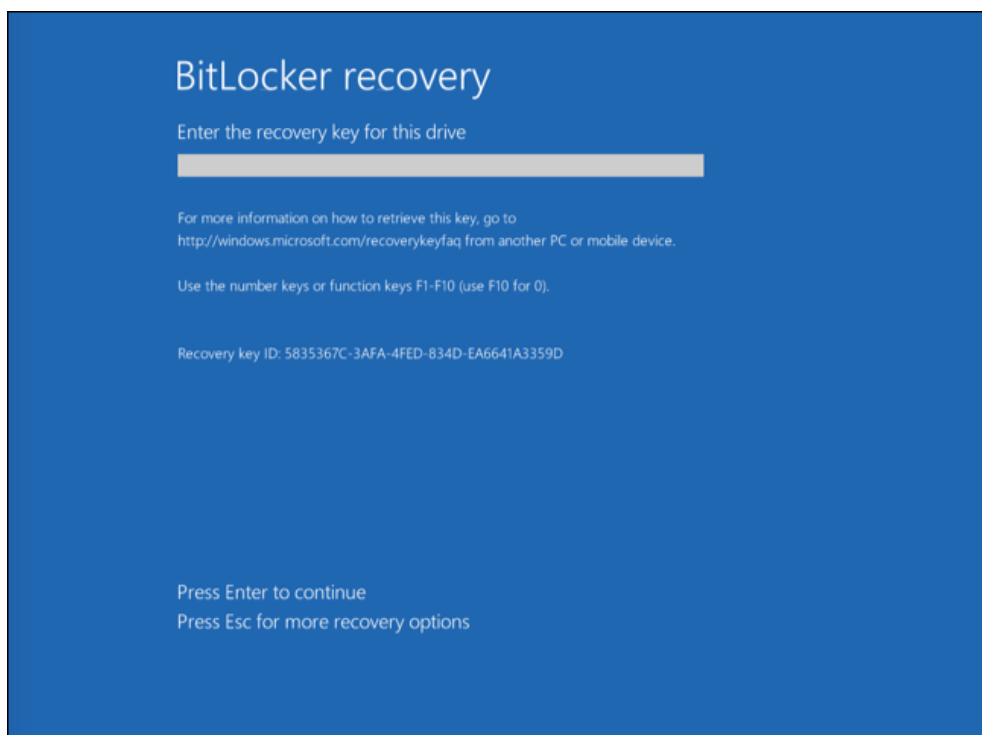 BitLocker recovery
Enter the recovery key for this drive
For more information on how to retrieve this key, go to
http://windows.microsoft.com/recoverykeyfaq from another PC or mobile device.
Use the number keys or function keys F1-F10 (use F10 for 0).
Recovery key ID: 5835367C-3AFA-4FED-834D-EA6641A3359D
Press Enter to continue
Press Esc for more recovery options